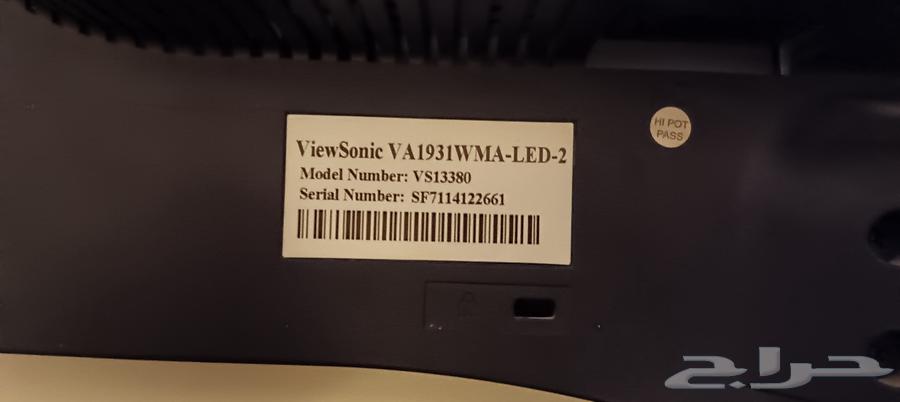 ViewSonic VA1931WMA-LED-2
Model Number: VS13380
Serial Number: SF7114122661
HI POT
PASS
حراج